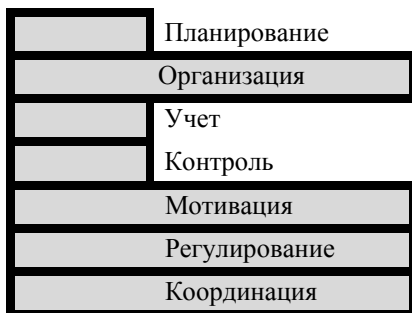 Планирование
Организация
Учет
Контроль
Мотивация
Регулирование
Координация